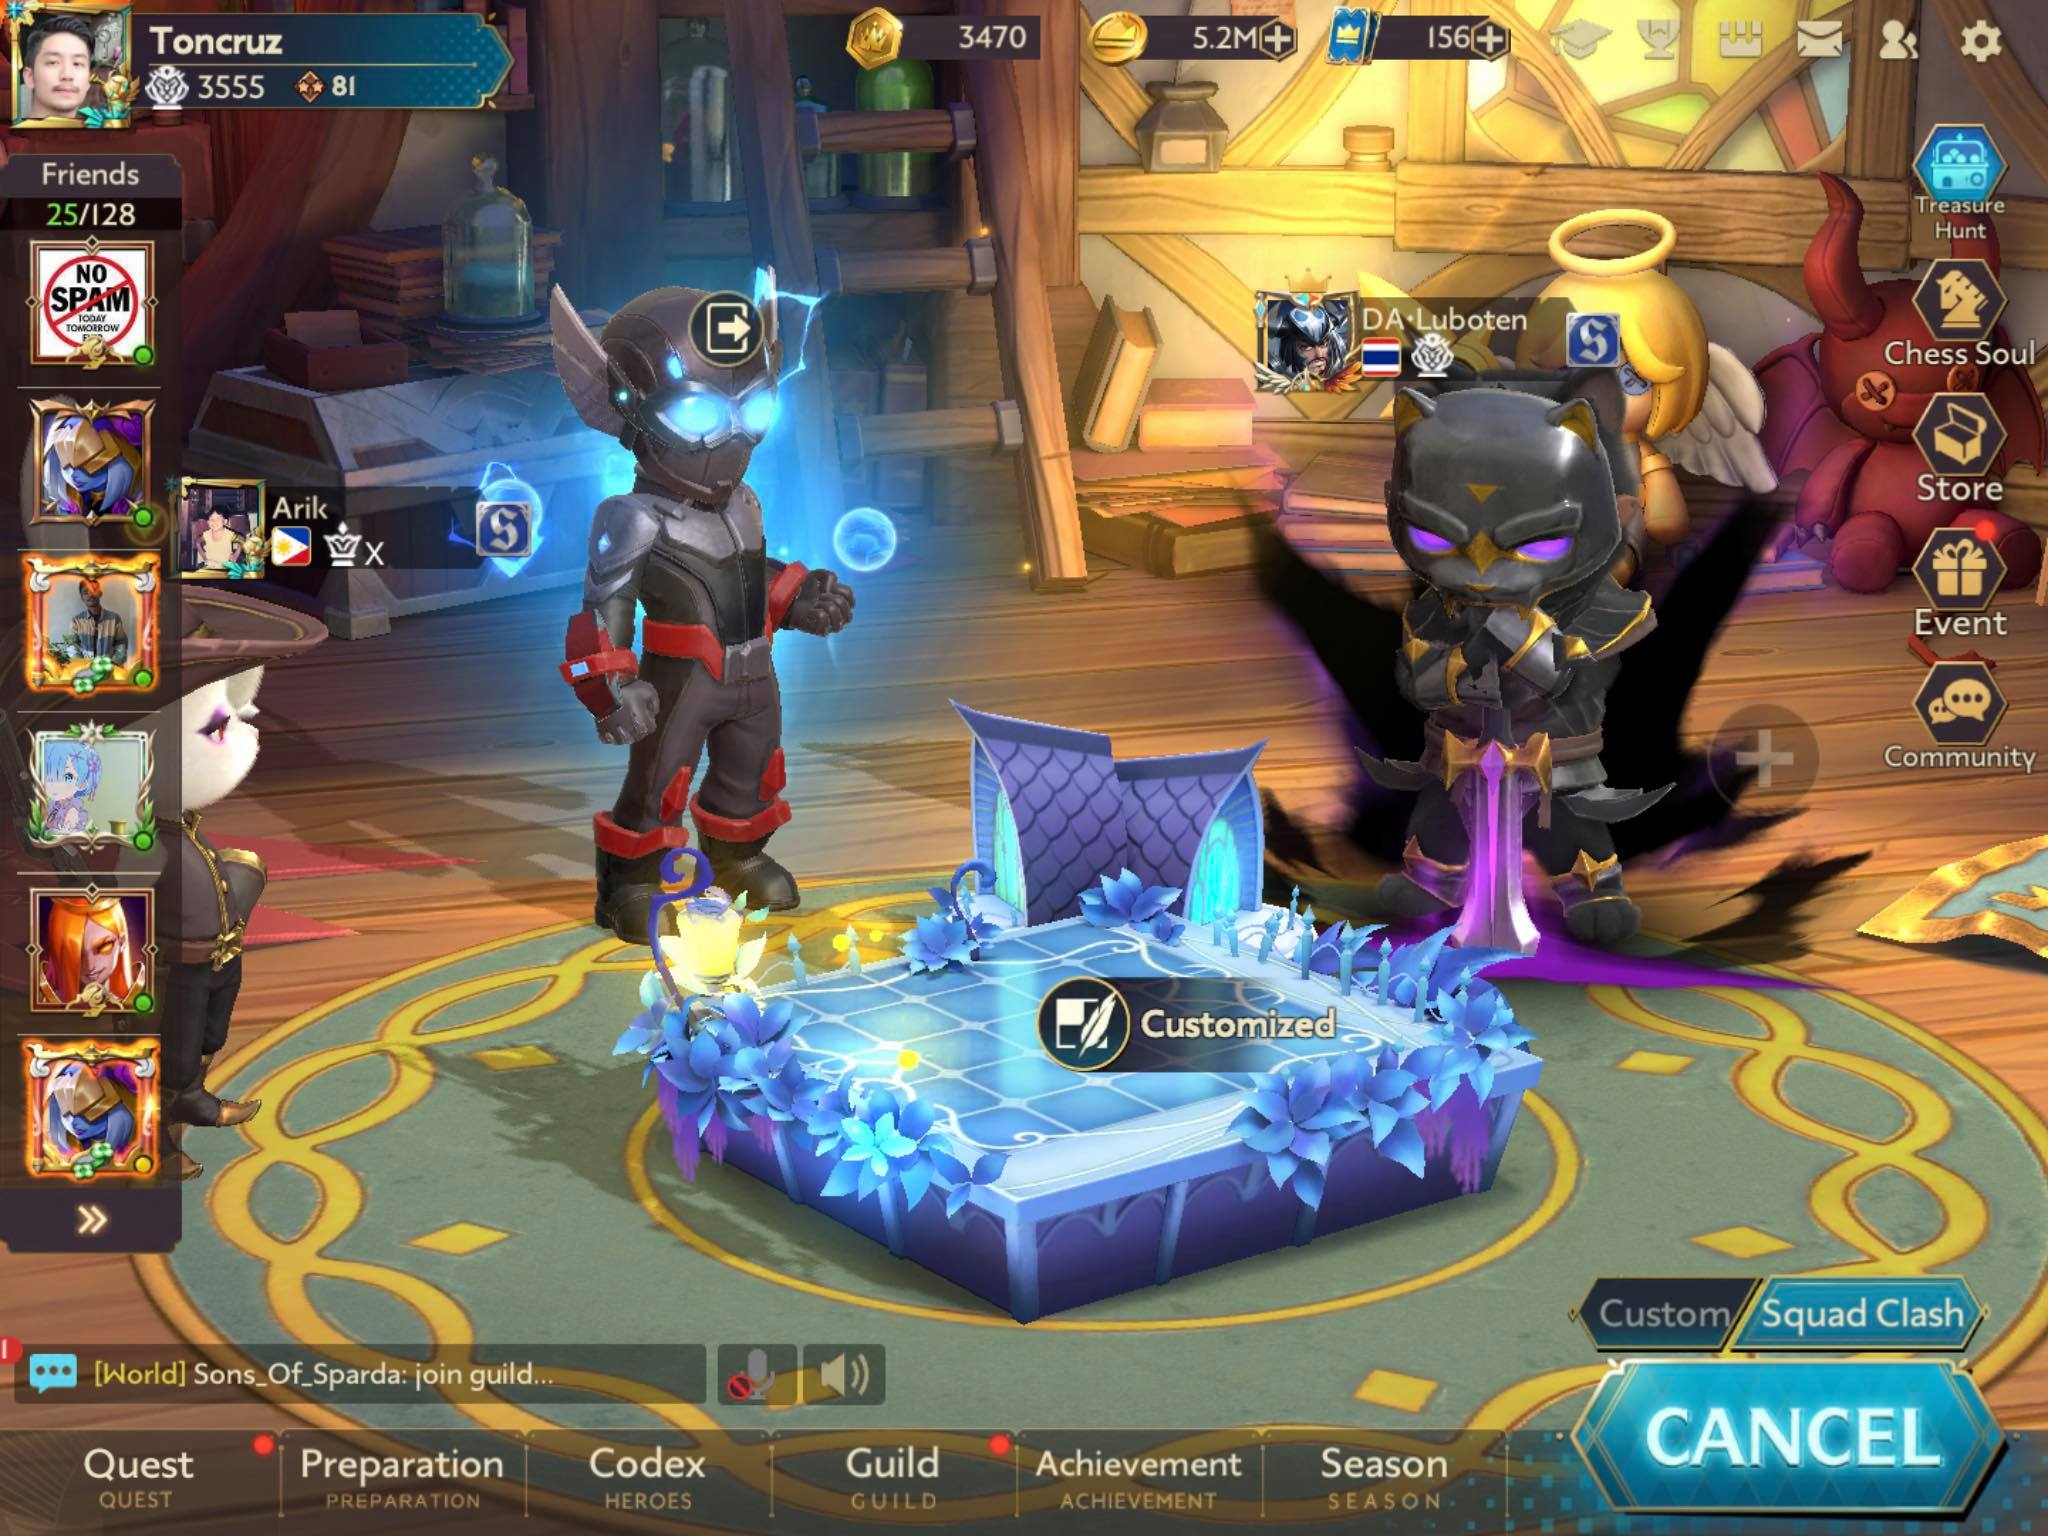 Toncruz
3555
81
3470
5.2M
156
Friends
25/128
NO
SPAM
TODAY
TOMORROW
Arik
X
S
DA·Luboten
S
Treasure
Hunt
Chess Soul
Store
Event
Community
Customized
Custom
Squad Clash
CANCEL
1
[World] Sons_Of_Sparda: join guild...
Quest
QUEST
Preparation
PREPARATION
Codex
HEROES
Guild
GUILD
Achievement
ACHIEVEMENT
Season
SEASON